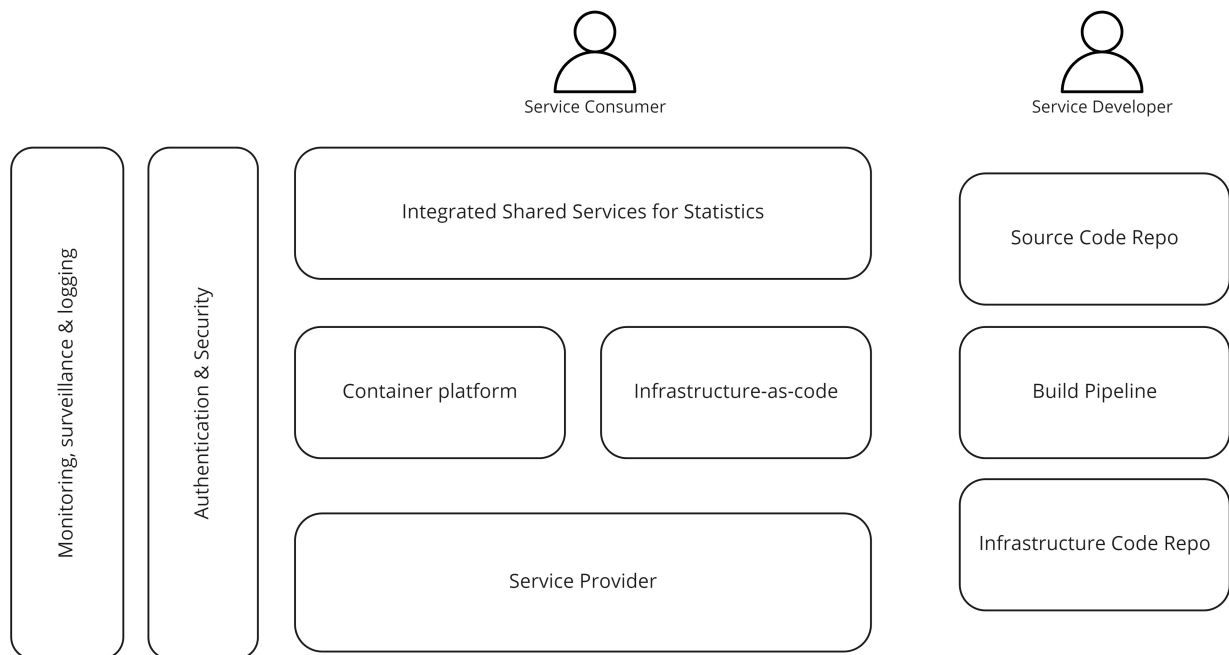 Service Consumer
Service Developer
Monitoring, surveillance & logging
Authentication & Security
Integrated Shared Services for Statistics
Source Code Repo
Container platform
Infrastructure-as-code
Build Pipeline
Infrastructure Code Repo
Service Provider